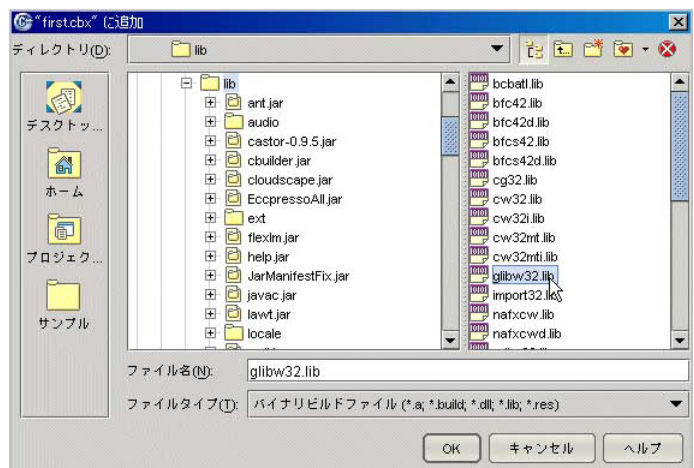 "first.cbx" に追加
ディレクトリ(D): lib
デスクトッ...
ホーム
プロジェク...
サンプル
lib
ant.jar
audio
castor-0.9.5.jar
cbuilder.jar
cloudscape.jar
EccpressoAll.jar
ext
flexlm.jar
help.jar
JarManifestFix.jar
javac.jar
lawt.jar
locale
bcbatl.lib
bfc42.lib
bfc42d.lib
bfcs42.lib
bfcs42d.lib
cg32.lib
cw32.lib
cw32i.lib
cw32mt.lib
cw32mti.lib
glibw32.lib
import32.lib
nafxcw.lib
nafxcwd.lib
ファイル名(N): glibw32.lib
ファイルタイプ(T): バイナリビルドファイル (*.a; *.build; *.dll; *.lib; *.res)
OK キャンセル ヘルプ